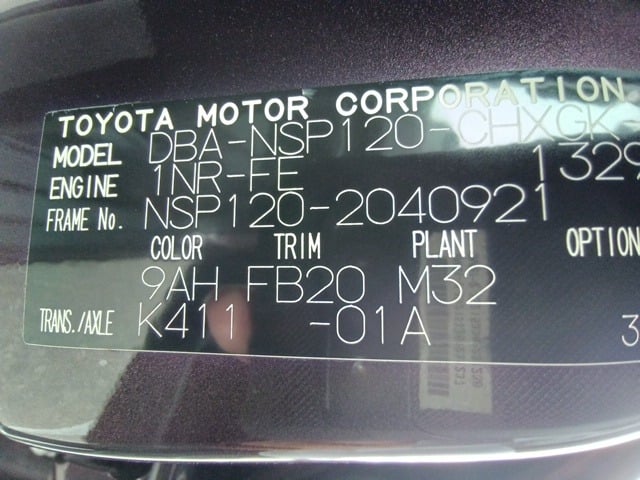 TOYOTA MOTOR CORPORATION
MODEL DBA-NSP120-CHXGK
ENGINE 1NR-FE 1329
FRAME No. NSP120-2040921
COLOR TRIM PLANT OPTION
9AH FB20 M32
TRANS./AXLE K411 -01A 3